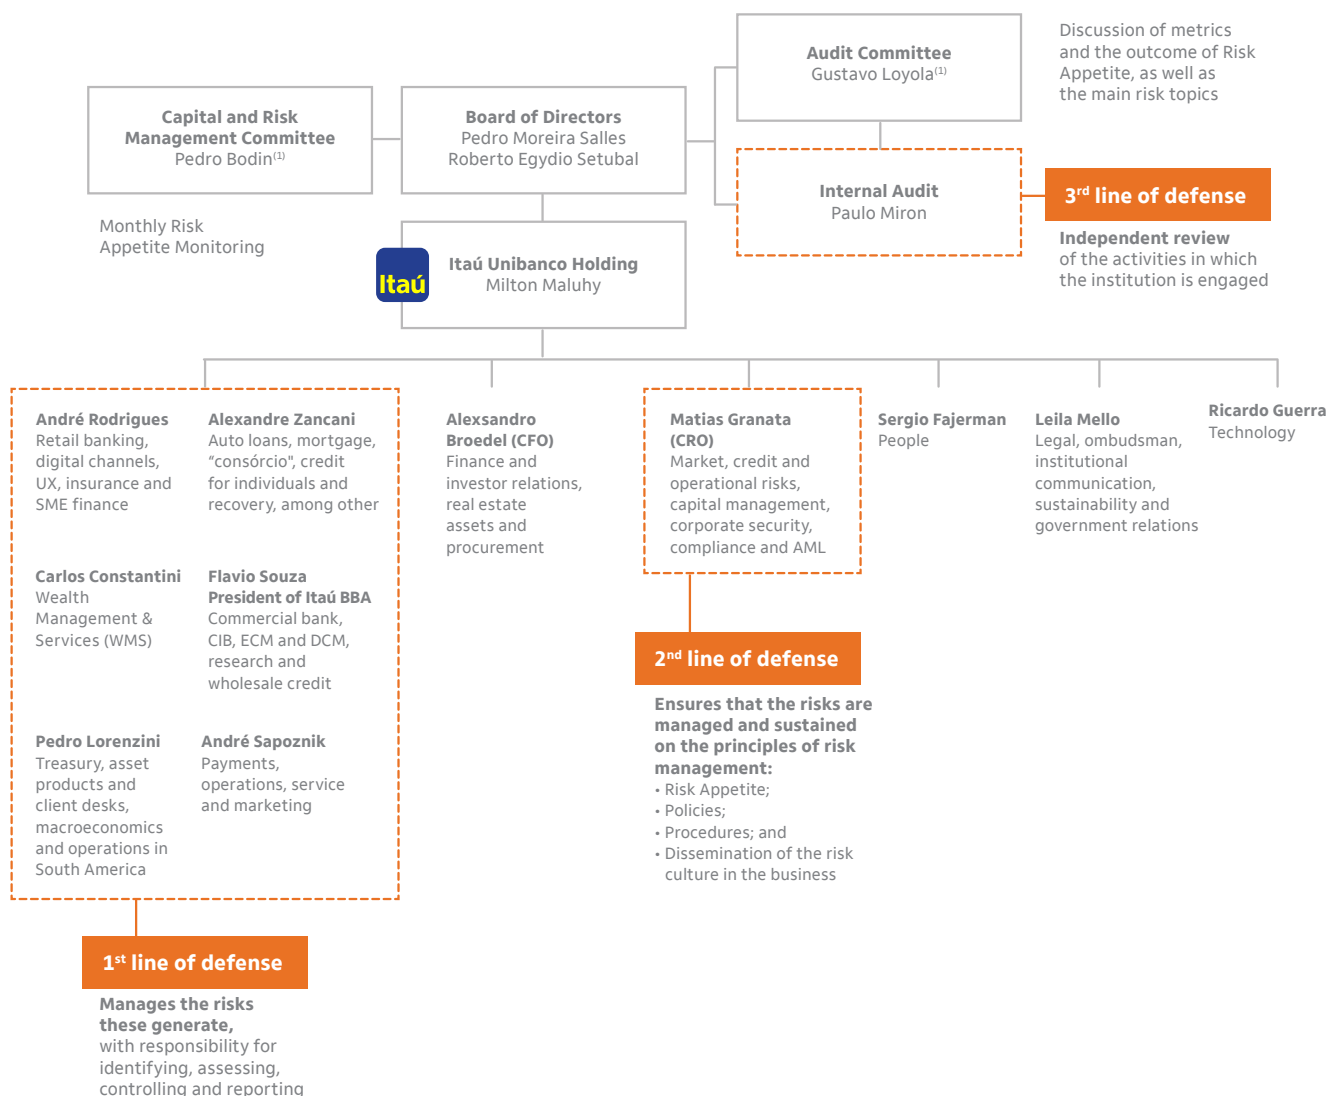 Capital and Risk
Management Committee
Pedro Bodin(1)
Monthly Risk
Appetite Monitoring
Board of Directors
Pedro Moreira Salles
Roberto Egydio Setubal
Audit Committee
Gustavo Loyola(1)
Discussion of metrics
and the outcome of Risk
Appetite, as well as
the main risk topics
Internal Audit
Paulo Miron
3rd line of defense
Independent review
of the activities in which
the institution is engaged
Itaú
Itaú Unibanco Holding
Milton Maluhy
André Rodrigues
Retail banking,
digital channels,
UX, insurance and
SME finance
Alexandre Zancani
Auto loans, mortgage,
“consórcio", credit
for individuals and
recovery, among other
Carlos Constantini
Wealth
Management &
Services (WMS)
Flavio Souza
President of Itaú BBA
Commercial bank,
CIB, ECM and DCM,
research and
wholesale credit
Pedro Lorenzini
Treasury, asset
products and
client desks,
macroeconomics
and operations in
South America
André Sapoznik
Payments,
operations, service
and marketing
1st line of defense
Manages the risks
these generate,
with responsibility for
identifying, assessing,
controlling and reporting
Alexsandro
Broedel (CFO)
Finance and
investor relations,
real estate
assets and
procurement
Matias Granata
(CRO)
Market, credit and
operational risks,
capital management,
corporate security,
compliance and AML
2nd line of defense
Ensures that the risks are
managed and sustained
on the principles of risk
management:
• Risk Appetite;
• Policies;
• Procedures; and
• Dissemination of the risk
culture in the business
Sergio Fajerman
People
Leila Mello
Legal, ombudsman,
institutional
communication,
sustainability and
government relations
Ricardo Guerra
Technology